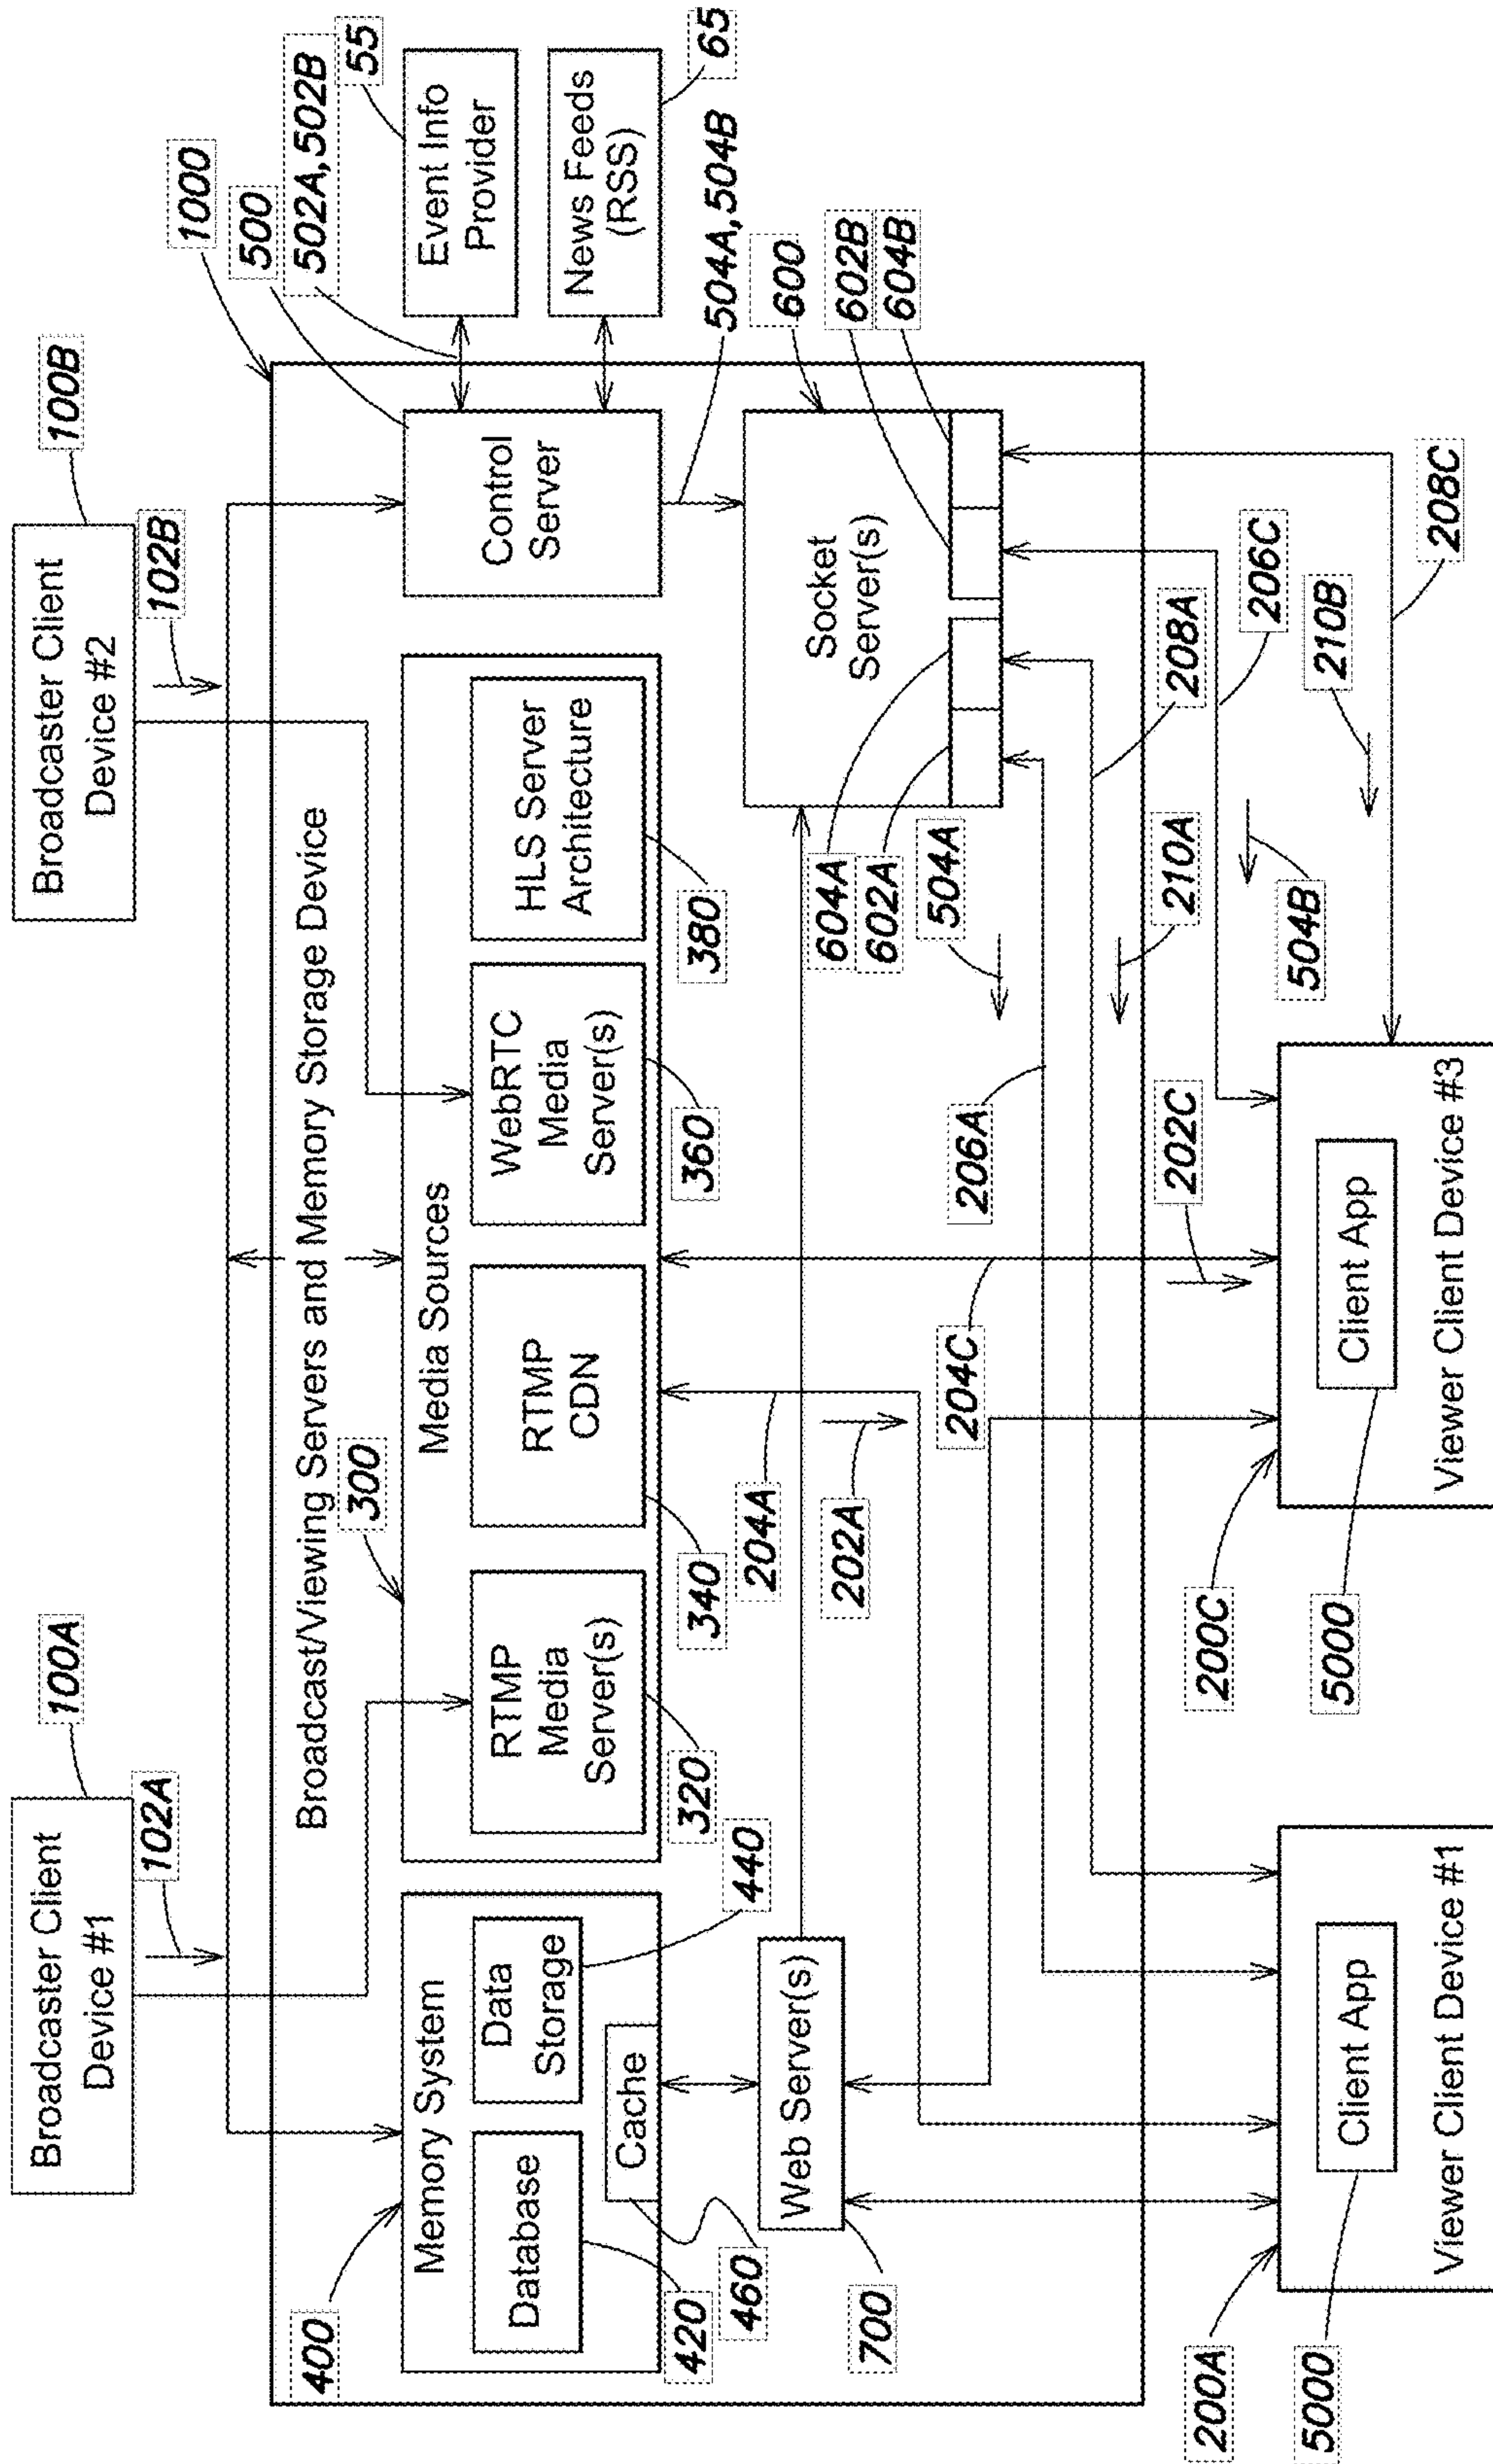 100A
Broadcaster Client
Device #1
102A
100B
Broadcaster Client
Device #2
102B
1000
500
502A,502B
55
Broadcast/Viewing Servers and Memory Storage Device
400
Memory System
Database
Data
Storage
Cache
420
460
440
300
Media Sources
RTMP
Media
Server(s)
320
RTMP
CDN
340
WebRTC
Media
Server(s)
360
HLS Server
Architecture
380
Control
Server
Event Info
Provider
News Feeds
(RSS)
65
504A,504B
600
Web Server(s)
700
204A
202A
Socket
Server(s)
602B
604B
604A
602A
504A
206A
204C
210A
208A
206C
202C
504B
210B
208C
200A
Client App
5000
Viewer Client Device #1
200C
Client App
5000
Viewer Client Device #3